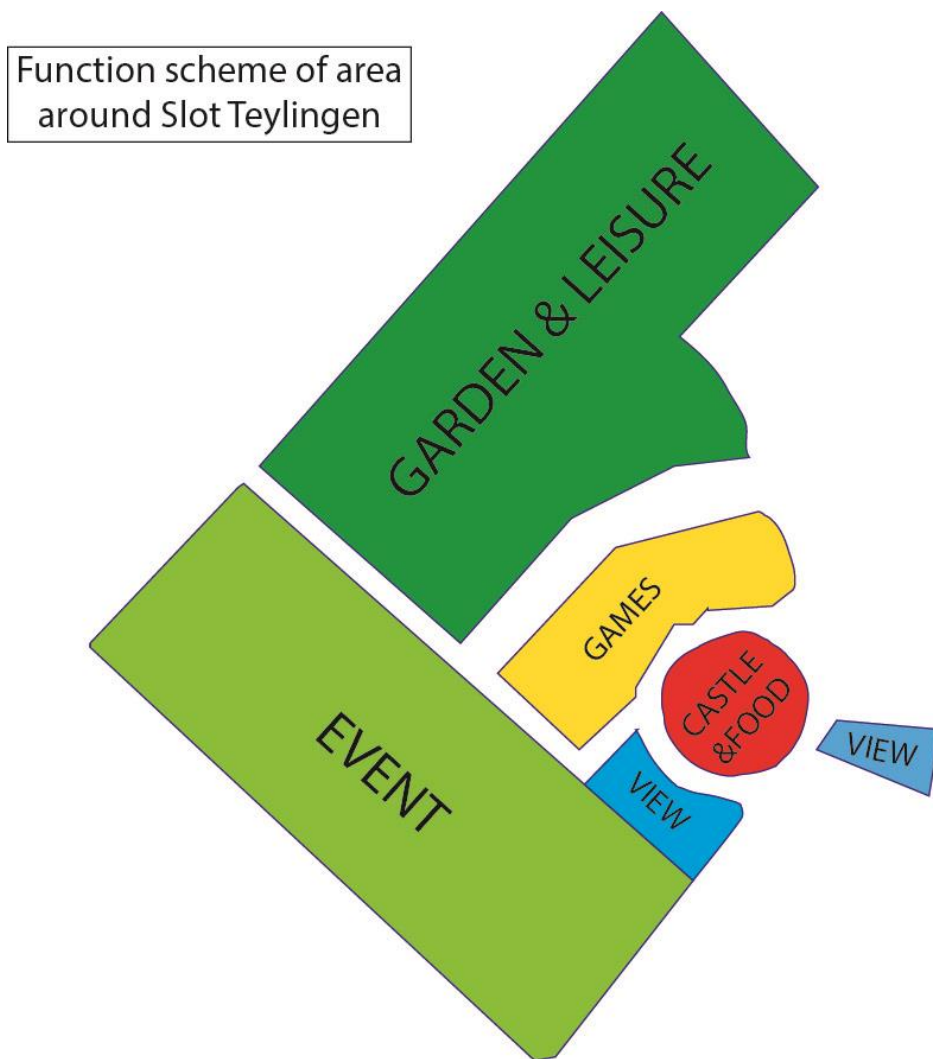 Function scheme of area
around Slot Teylingen
GARDEN & LEISURE
GAMES
CASTLE
&FOOD
VIEW
EVENT
VIEW